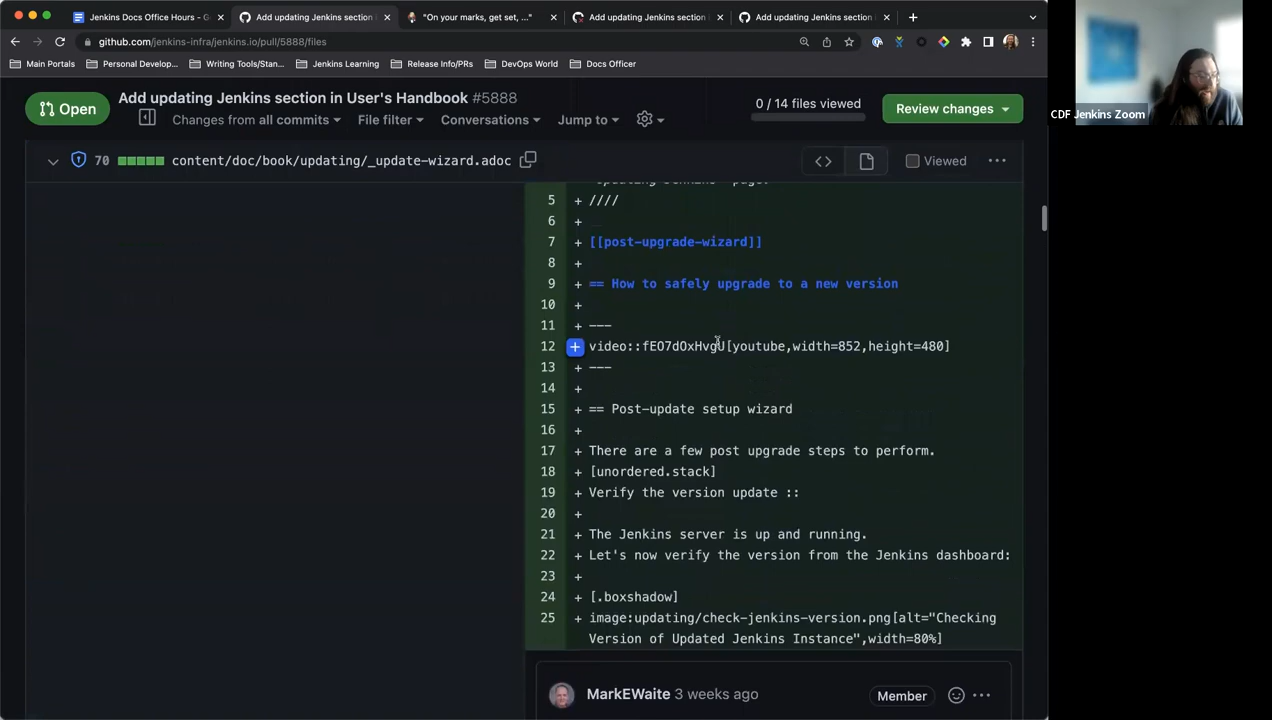 Jenkins Docs Office Hours - G
Add updating Jenkins section i
"On your marks, get set, ..."
Add updating Jenkins section
Add updating Jenkins section
github.com/jenkins-infra/jenkins.io/pull/5888/files
Main Portals
Personal Develop...
Writing Tools/Stan...
Jenkins Learning
Release Info/PRs
DevOps World
Docs Officer
Open
Add updating Jenkins section in User's Handbook #5888
Changes from all commits
File filter
Conversations
Jump to
0 / 14 files viewed
Review changes
CDF Jenkins Zoom
70
content/doc/book/updating/_update-wizard.adoc
Viewed
5 + ////
6 +
7 + [[post-upgrade-wizard]]
8 +
9 + == How to safely upgrade to a new version
10 +
11 + ---
12 + video::fEO7dOxHvgU[youtube,width=852,height=480]
13 + ---
14 +
15 + == Post-update setup wizard
16 +
17 + There are a few post upgrade steps to perform.
18 + [unordered.stack]
19 + Verify the version update ::
20 +
21 + The Jenkins server is up and running.
22 + Let's now verify the version from the Jenkins dashboard:
23 +
24 + [.boxshadow]
25 + image:updating/check-jenkins-version.png[alt="Checking
Version of Updated Jenkins Instance",width=80%]
MarkEWaite 3 weeks ago
Member